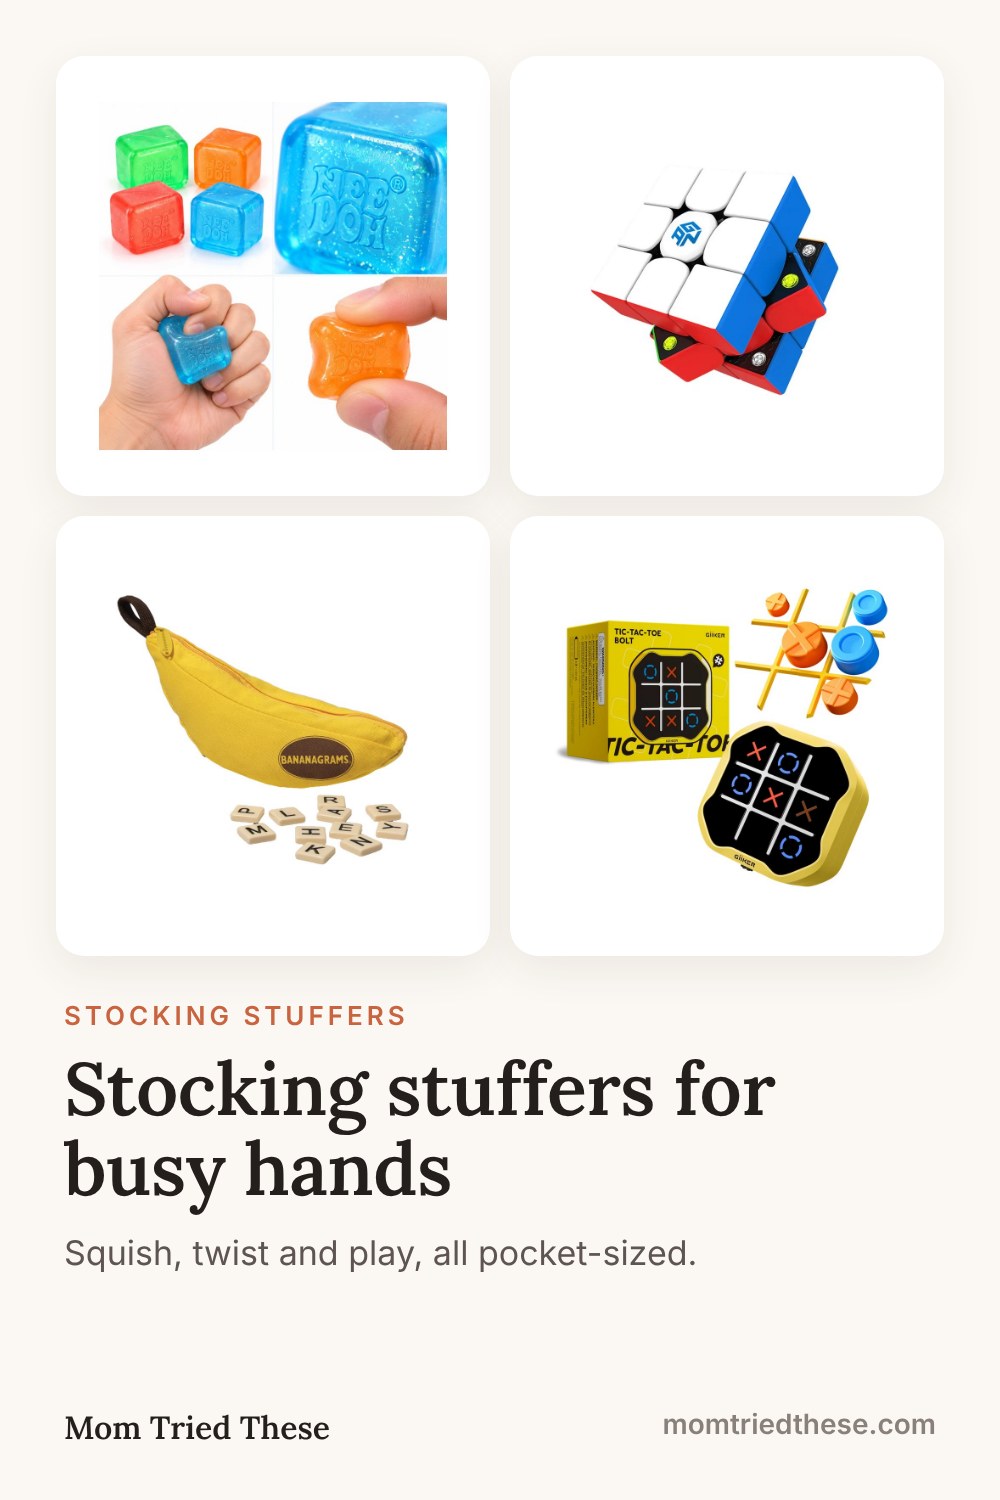 NEE
DOH
®
GAN
BANANAGRAMS
P
L
R
A
S
M
H
E
Y
K
N
TIC-TAC-TOE
BOLT
GiiKER
TIC-TAC-TOE
GiiKER
STOCKING STUFFERS
Stocking stuffers for
busy hands
Squish, twist and play, all pocket-sized.
Mom Tried These
momtriedthese.com